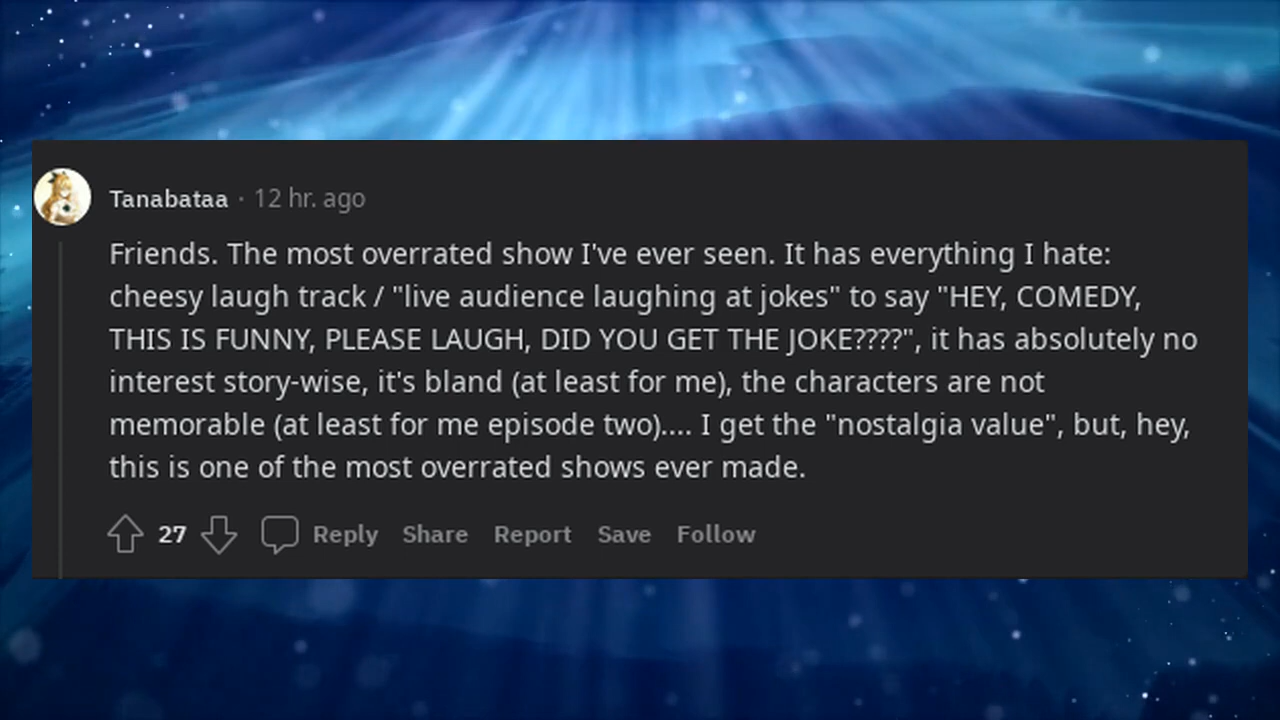 Tanabataa · 12 hr. ago
Friends. The most overrated show I've ever seen. It has everything I hate:
cheesy laugh track / "live audience laughing at jokes" to say "HEY, COMEDY,
THIS IS FUNNY, PLEASE LAUGH, DID YOU GET THE JOKE????", it has absolutely no
interest story-wise, it's bland (at least for me), the characters are not
memorable (at least for me episode two).... I get the "nostalgia value", but, hey,
this is one of the most overrated shows ever made.
27 Reply Share Report Save Follow